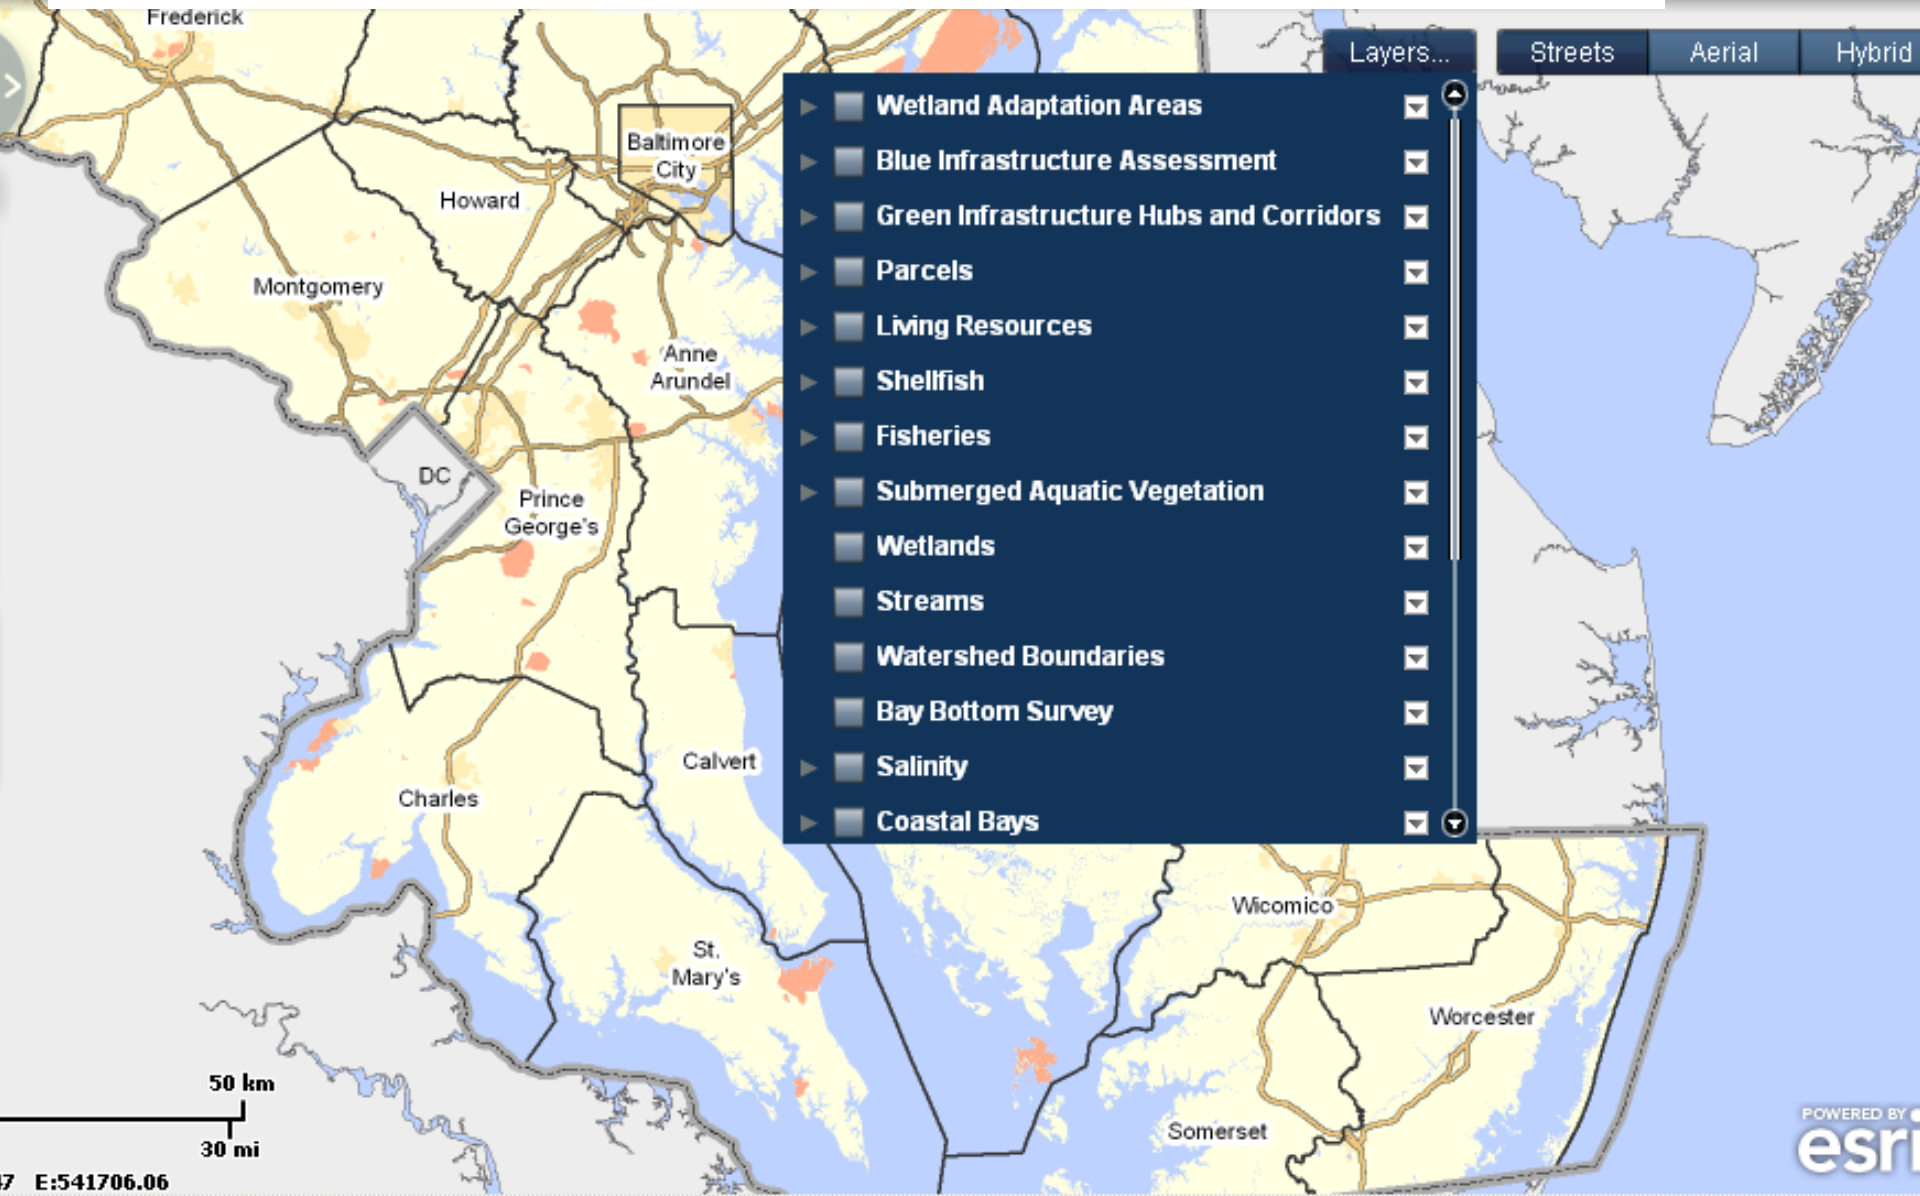 Frederick
Layers...
Streets
Aerial
Hybrid
Wetland Adaptation Areas
Blue Infrastructure Assessment
Green Infrastructure Hubs and Corridors
Parcels
Living Resources
Shellfish
Fisheries
Submerged Aquatic Vegetation
Wetlands
Streams
Watershed Boundaries
Bay Bottom Survey
Salinity
Coastal Bays
Baltimore
City
Howard
Montgomery
Anne
Arundel
DC
Prince
George's
Calvert
Charles
St.
Mary's
Wicomico
Worcester
Somerset
50 km
30 mi
47 E:541706.06
POWERED BY
esri